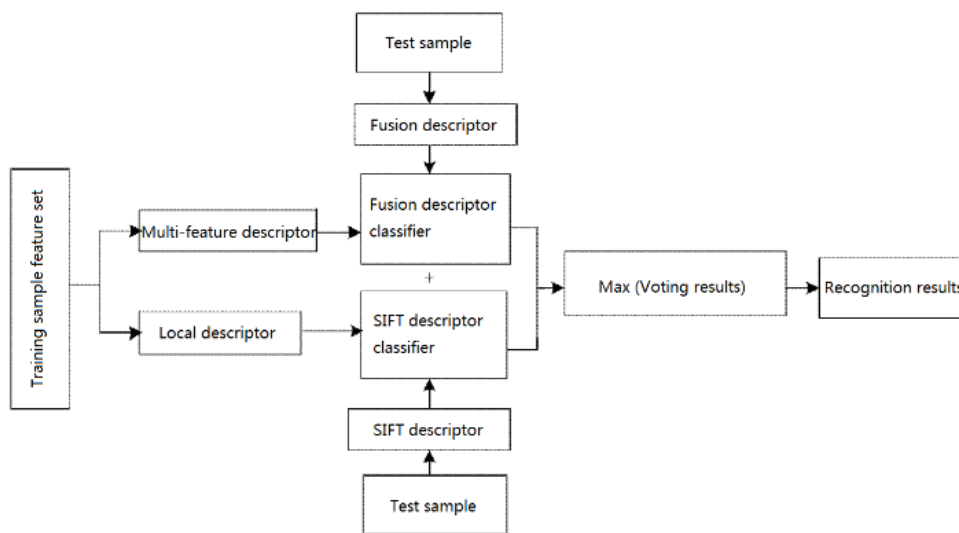 Test sample
Fusion descriptor
Training sample feature set
Multi-feature descriptor
Fusion descriptor
classifier
+
Local descriptor
SIFT descriptor
classifier
Max (Voting results)
Recognition results
SIFT descriptor
Test sample